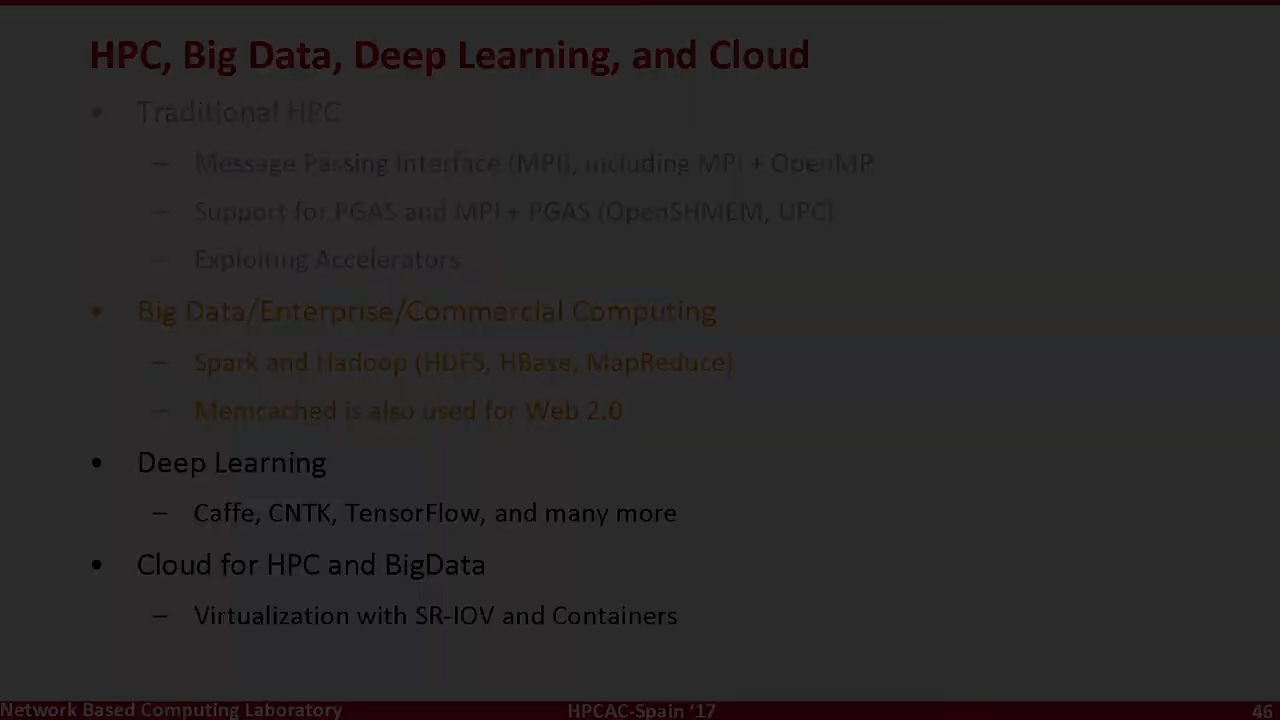 HPC, Big Data, Deep Learning, and Cloud
• Traditional HPC
– Message Passing Interface (MPI), including MPI + OpenMP
– Support for PGAS and MPI + PGAS (OpenSHMEM, UPC)
– Exploiting Accelerators
• Big Data/Enterprise/Commercial Computing
– Spark and Hadoop (HDFS, HBase, MapReduce)
– Memcached is also used for Web 2.0
• Deep Learning
– Caffe, CNTK, TensorFlow, and many more
• Cloud for HPC and BigData
– Virtualization with SR-IOV and Containers
Network Based Computing Laboratory HPCAC-Spain ‘17 46